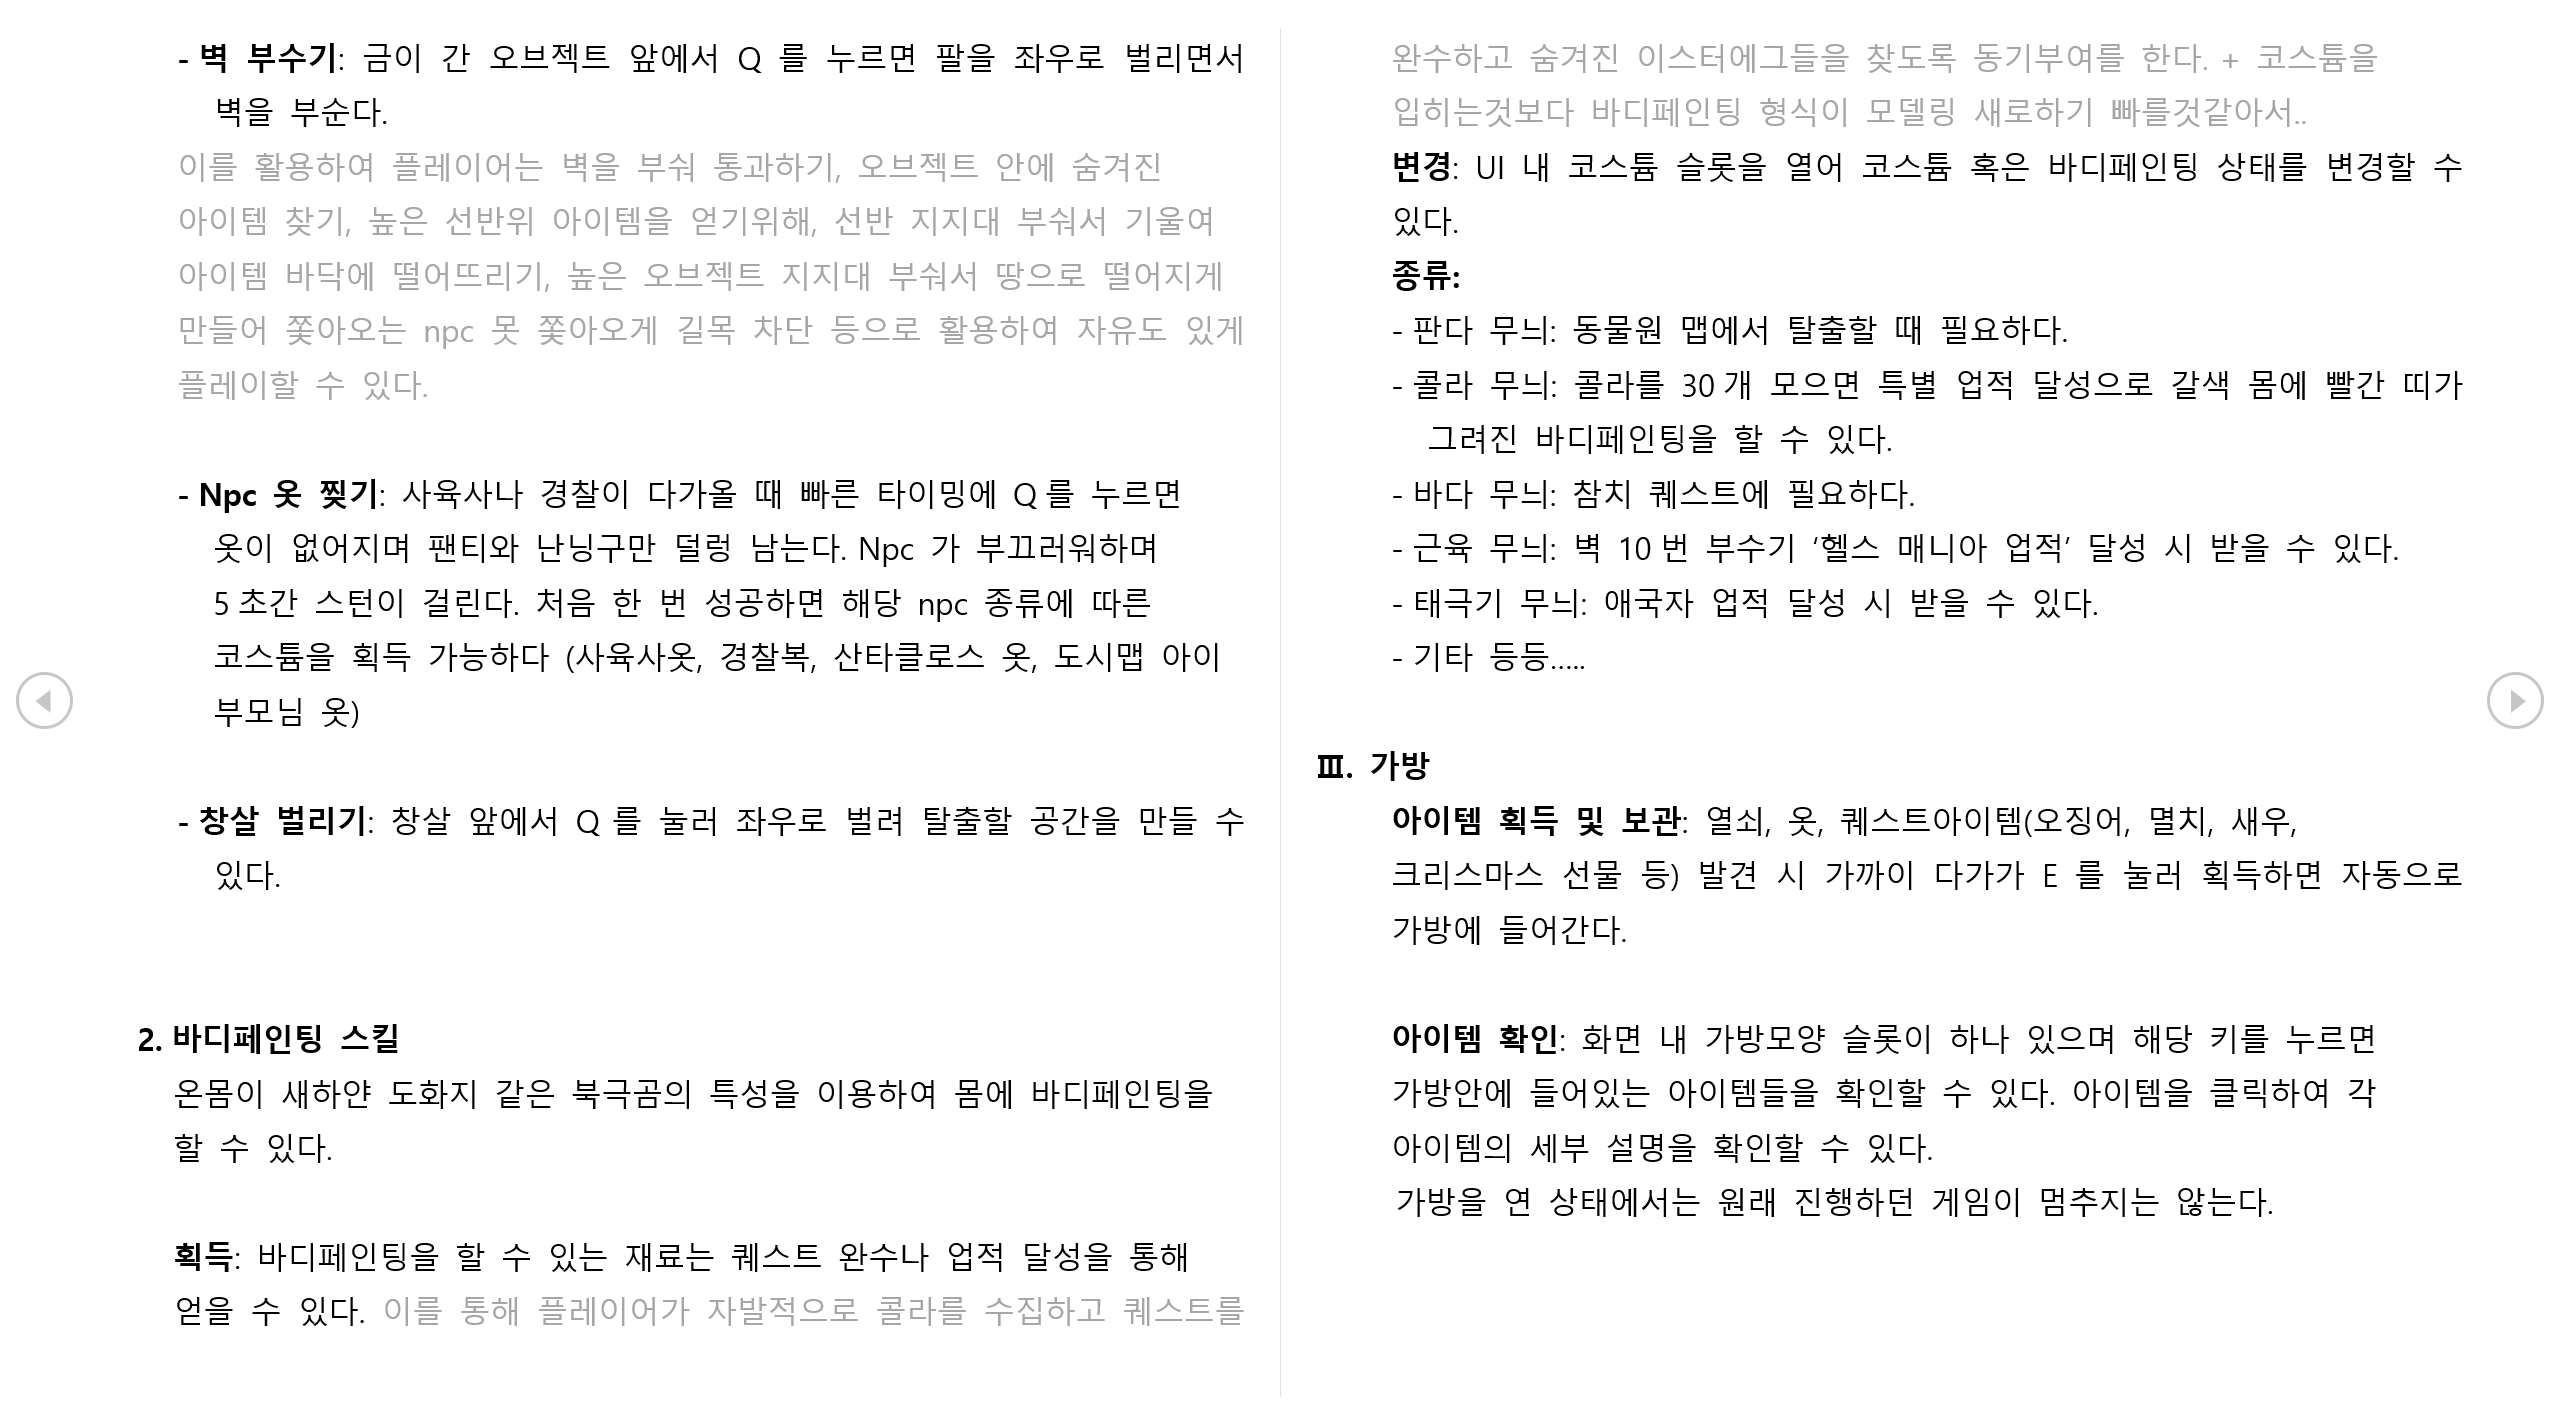 - 벽 부수기: 금이 간 오브젝트 앞에서 Q 를 누르면 팔을 좌우로 벌리면서
벽을 부순다.
이를 활용하여 플레이어는 벽을 부숴 통과하기, 오브젝트 안에 숨겨진
아이템 찾기, 높은 선반위 아이템을 얻기위해, 선반 지지대 부숴서 기울여
아이템 바닥에 떨어뜨리기, 높은 오브젝트 지지대 부숴서 땅으로 떨어지게
만들어 쫓아오는 npc 못 쫓아오게 길목 차단 등으로 활용하여 자유도 있게
플레이할 수 있다.
- Npc 옷 찢기: 사육사나 경찰이 다가올 때 빠른 타이밍에 Q를 누르면
옷이 없어지며 팬티와 난닝구만 덜렁 남는다. Npc 가 부끄러워하며
5초간 스턴이 걸린다. 처음 한 번 성공하면 해당 npc 종류에 따른
코스튬을 획득 가능하다 (사육사옷, 경찰복, 산타클로스 옷, 도시맵 아이
부모님 옷)
- 창살 벌리기: 창살 앞에서 Q 를 눌러 좌우로 벌려 탈출할 공간을 만들 수
있다.
2. 바디페인팅 스킬
온몸이 새하얀 도화지 같은 북극곰의 특성을 이용하여 몸에 바디페인팅을
할 수 있다.
획득: 바디페인팅을 할 수 있는 재료는 퀘스트 완수나 업적 달성을 통해
얻을 수 있다. 이를 통해 플레이어가 자발적으로 콜라를 수집하고 퀘스트를
완수하고 숨겨진 이스터에그들을 찾도록 동기부여를 한다. + 코스튬을
입히는것보다 바디페인팅 형식이 모델링 새로하기 빠를것같아서..
변경: UI 내 코스튬 슬롯을 열어 코스튬 혹은 바디페인팅 상태를 변경할 수
있다.
종류:
- 판다 무늬: 동물원 맵에서 탈출할 때 필요하다.
- 콜라 무늬: 콜라를 30개 모으면 특별 업적 달성으로 갈색 몸에 빨간 띠가
그려진 바디페인팅을 할 수 있다.
- 바다 무늬: 참치 퀘스트에 필요하다.
- 근육 무늬: 벽 10번 부수기 ‘헬스 매니아 업적’ 달성 시 받을 수 있다.
- 태극기 무늬: 애국자 업적 달성 시 받을 수 있다.
- 기타 등등…..
Ⅲ. 가방
아이템 획득 및 보관: 열쇠, 옷, 퀘스트아이템(오징어, 멸치, 새우,
크리스마스 선물 등) 발견 시 가까이 다가가 E 를 눌러 획득하면 자동으로
가방에 들어간다.
아이템 확인: 화면 내 가방모양 슬롯이 하나 있으며 해당 키를 누르면
가방안에 들어있는 아이템들을 확인할 수 있다. 아이템을 클릭하여 각
아이템의 세부 설명을 확인할 수 있다.
가방을 연 상태에서는 원래 진행하던 게임이 멈추지는 않는다.